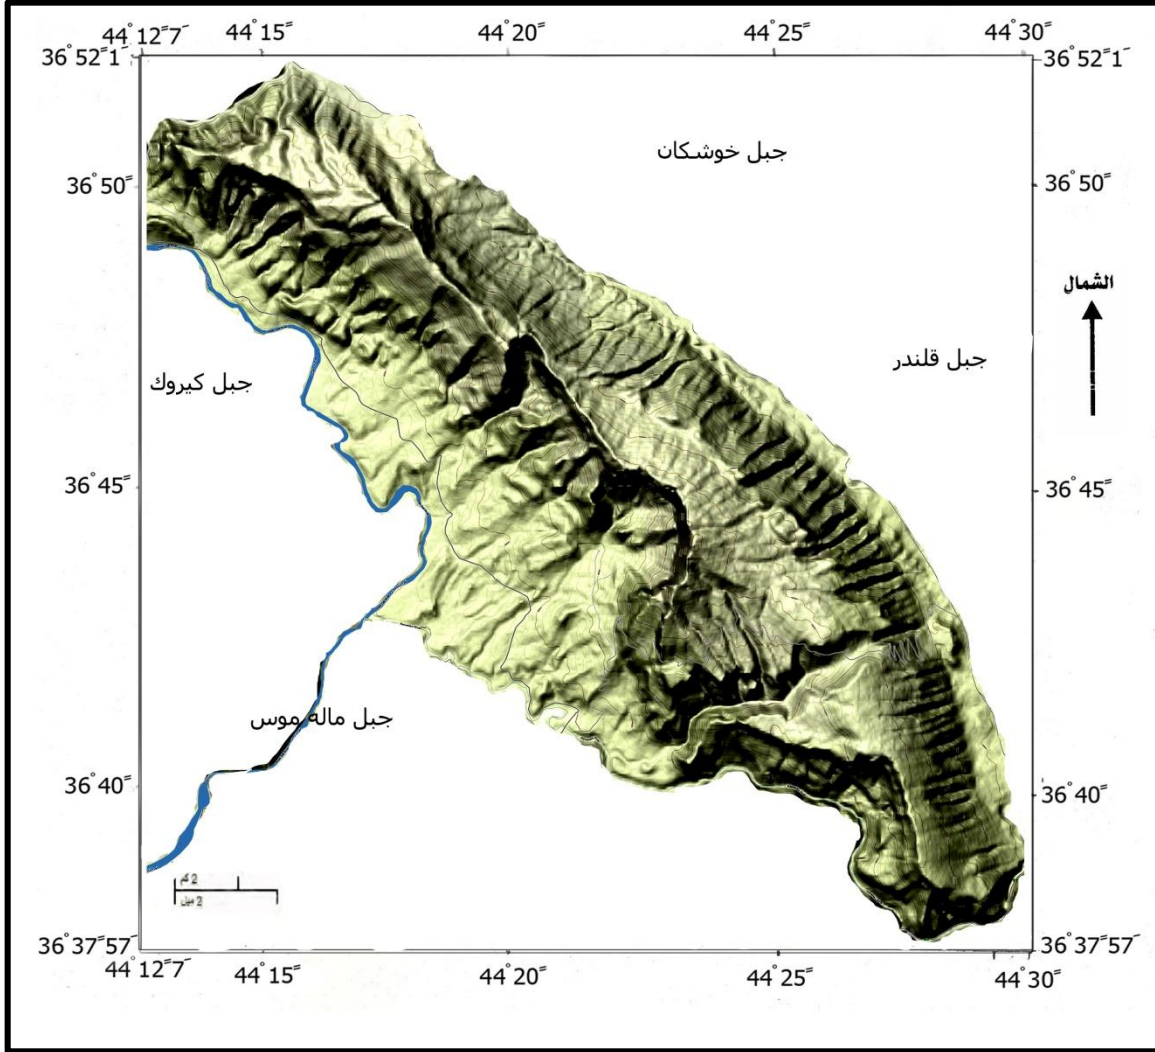 44°12"7' 44°15" 44°20" 44°25" 44°30"
36°52"1' 36°52"1'
جبل خوشكان
36°50" 36°50"
الشمال
جبل قلندر
جبل كيروك
36°45" 36°45"
جبل ماله موس
36°40" 36°40"
2 كم
2 ميل
36°37"57' 36°37"57'
44°12"7' 44°15" 44°20" 44°25" 44°30"